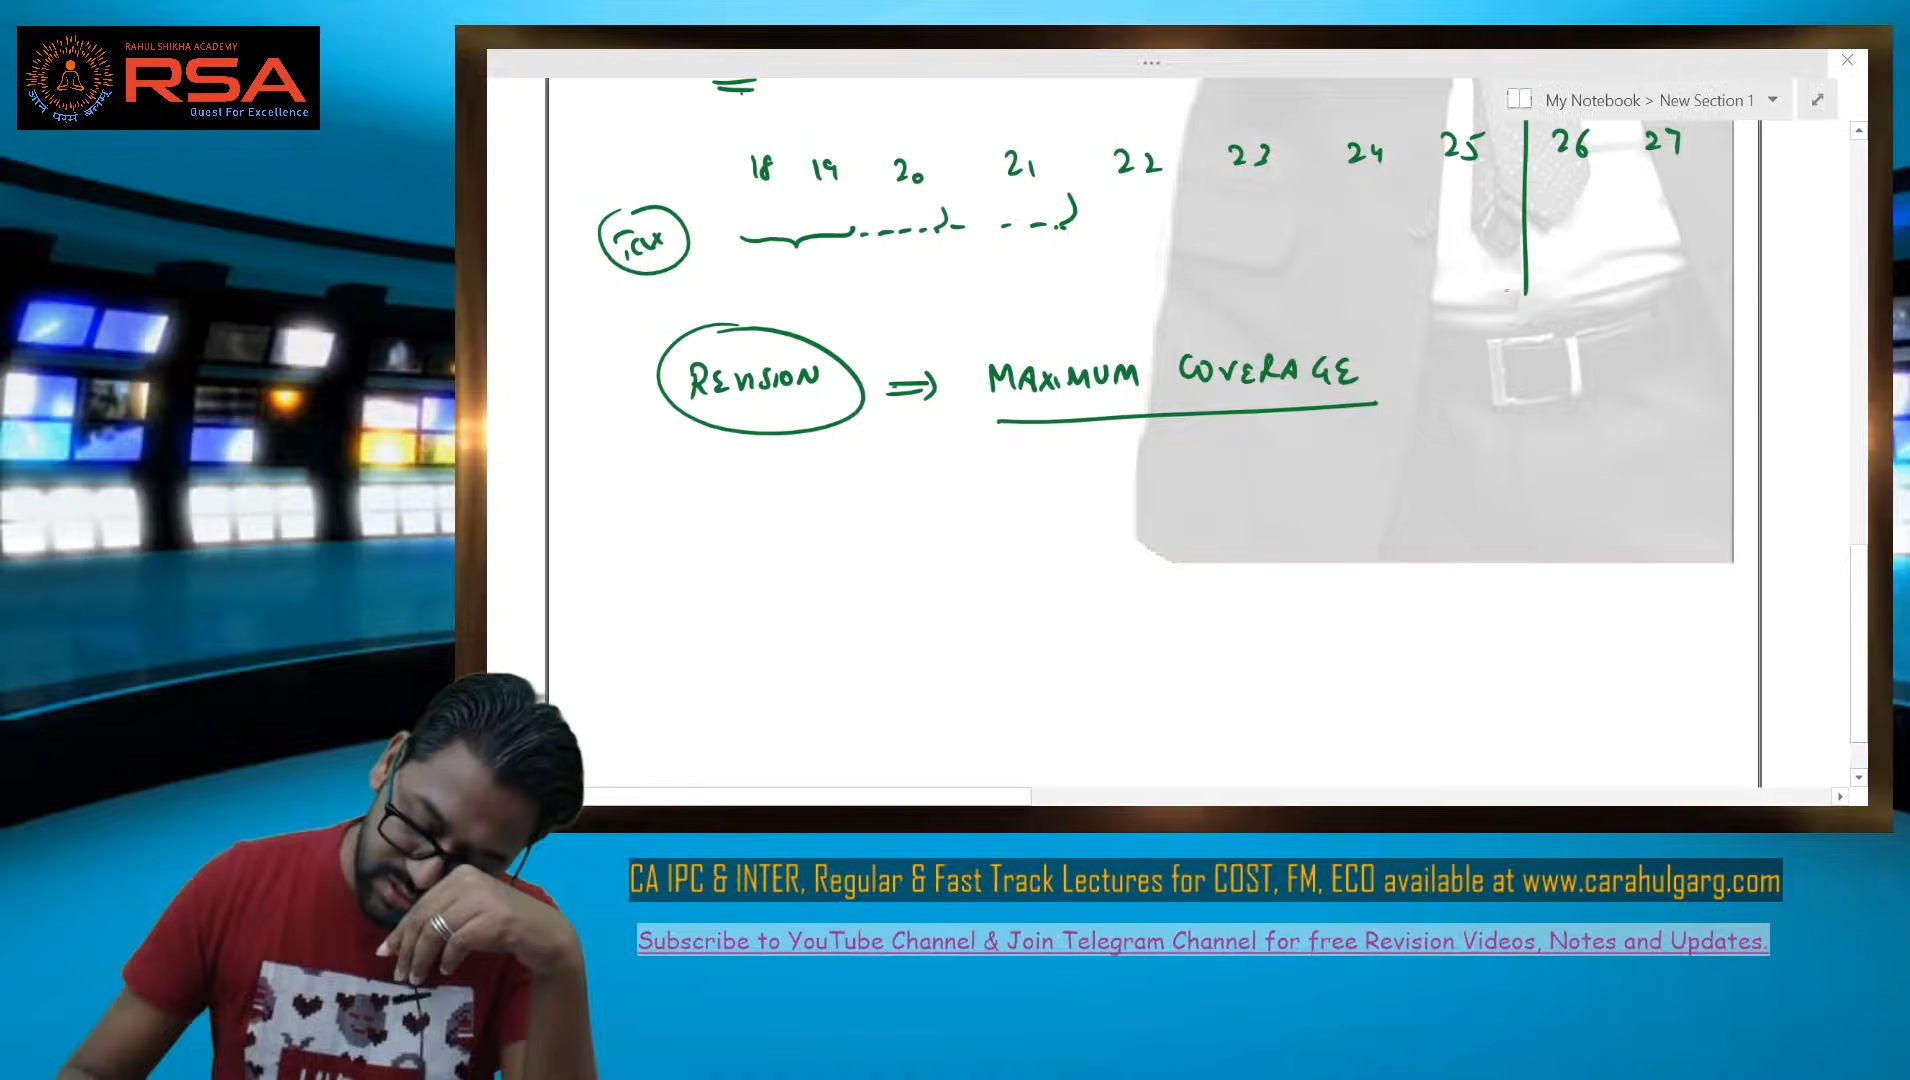 RAHUL SHIKHA ACADEMY
RSA
Quest For Excellence
My Notebook > New Section 1
18 19 20 21 22 23 24 25 26 27
Tax
REVISION ⇒ MAXIMUM COVERAGE
CA IPC & INTER, Regular & Fast Track Lectures for COST, FM, ECO available at www.carahulgarg.com
Subscribe to YouTube Channel & Join Telegram Channel for free Revision Videos, Notes and Updates.